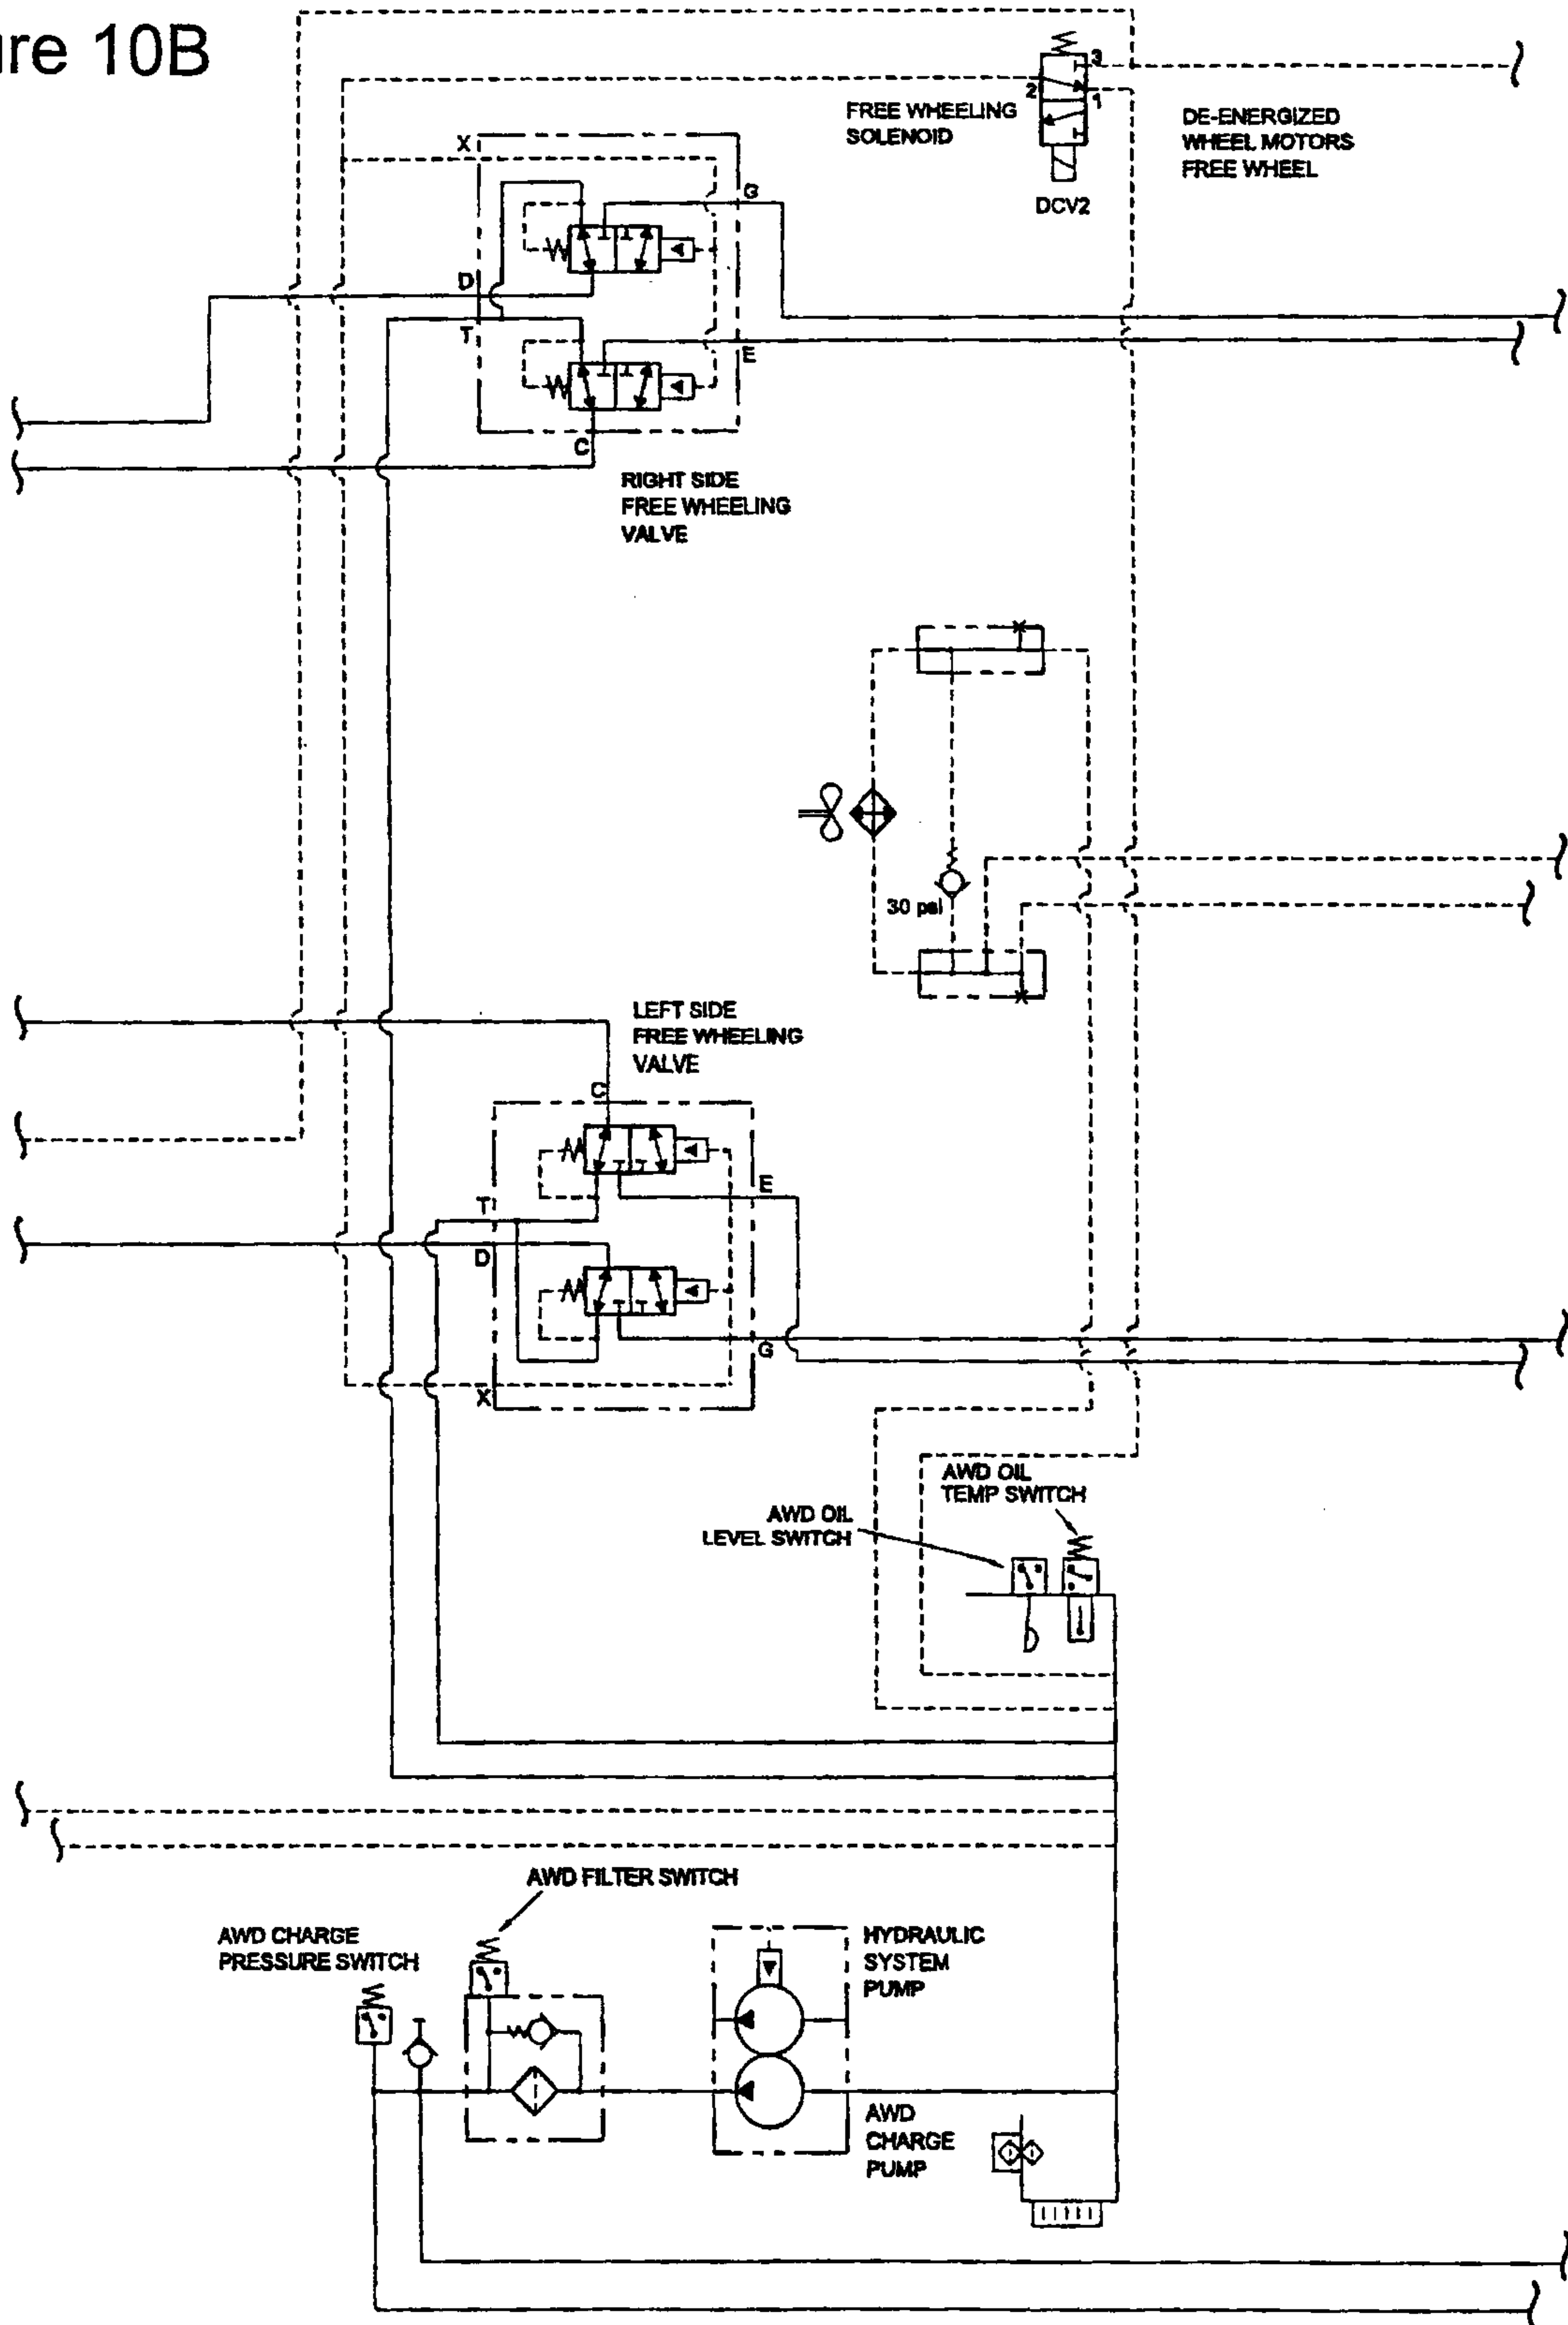 ure 10B
3
2
1
FREE WHEELING
SOLENOID
DE-ENERGIZED
WHEEL MOTORS
FREE WHEEL
DCV2
X
G
D
T
E
C
RIGHT SIDE
FREE WHEELING
VALVE
30 psi
LEFT SIDE
FREE WHEELING
VALVE
C
E
T
D
G
X
AWD OIL
TEMP SWITCH
AWD OIL
LEVEL SWITCH
AWD FILTER SWITCH
AWD CHARGE
PRESSURE SWITCH
HYDRAULIC
SYSTEM
PUMP
AWD
CHARGE
PUMP